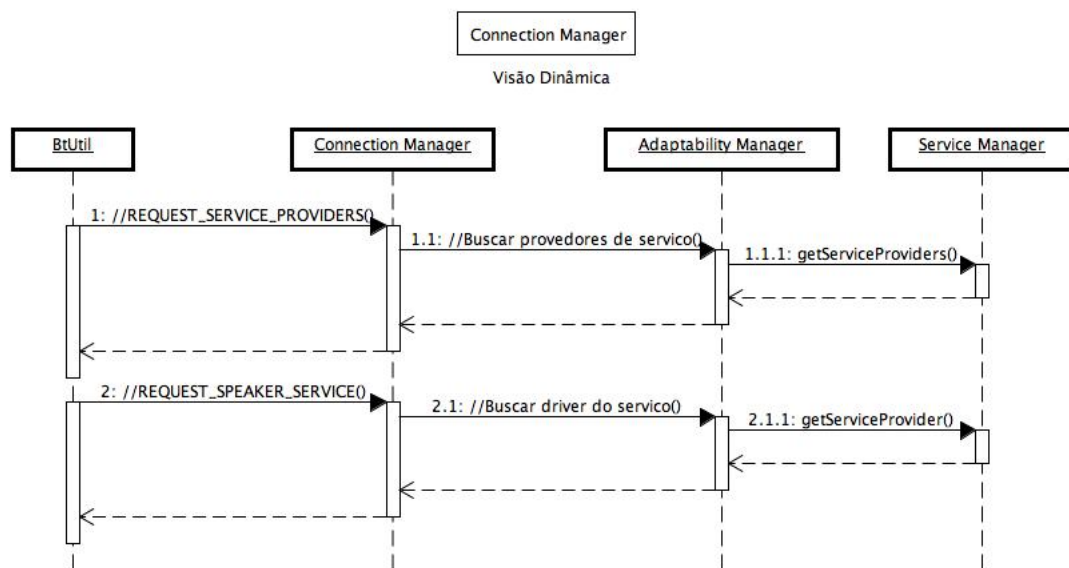 Connection Manager
Visão Dinâmica
BtUtil
Connection Manager
Adaptability Manager
Service Manager
1: //REQUEST_SERVICE_PROVIDERS()
1.1: //Buscar provedores de servico()
1.1.1: getServiceProviders()
2: //REQUEST_SPEAKER_SERVICE()
2.1: //Buscar driver do servico()
2.1.1: getServiceProvider()